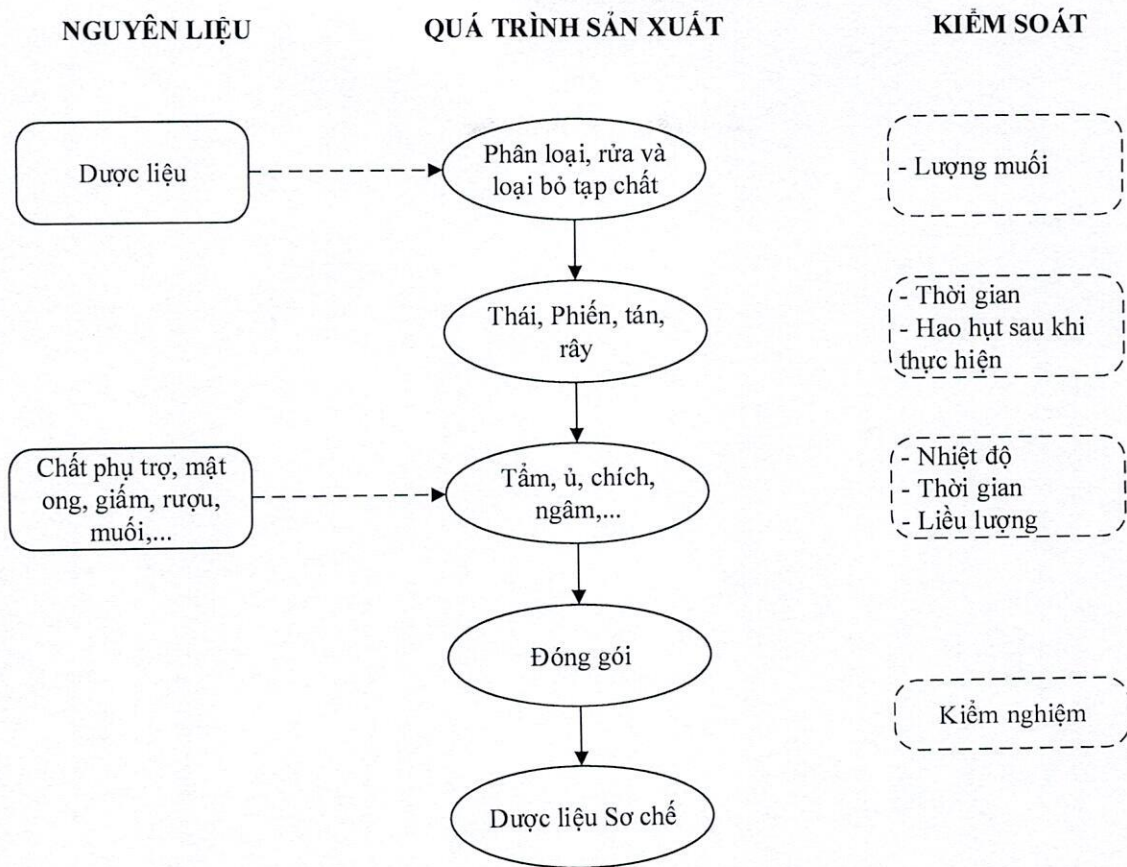 NGUYÊN LIỆU
QUÁ TRÌNH SẢN XUẤT
KIỂM SOÁT
Dược liệu
Phân loại, rửa và
loại bỏ tạp chất
- Lượng muối
Thái, Phiến, tán,
rây
- Thời gian
- Hao hụt sau khi
thực hiện
Chất phụ trợ, mật
ong, giấm, rượu,
muối,...
Tẩm, ủ, chích,
ngâm,...
- Nhiệt độ
- Thời gian
- Liều lượng
Đóng gói
Kiểm nghiệm
Dược liệu Sơ chế